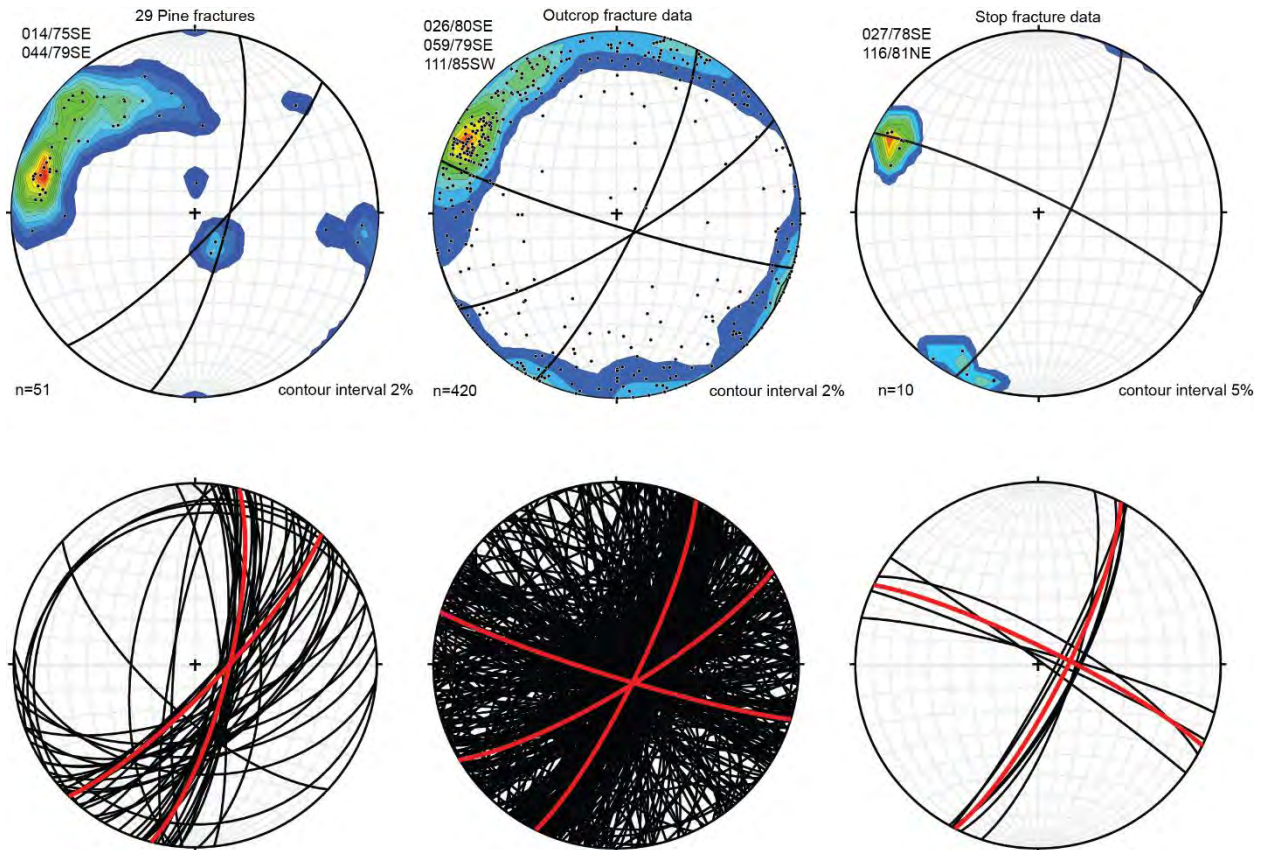 29 Pine fractures
014/75SE
044/79SE
n=51
contour interval 2%
Outcrop fracture data
026/80SE
059/79SE
111/85SW
n=420
contour interval 2%
Stop fracture data
027/78SE
116/81NE
n=10
contour interval 5%